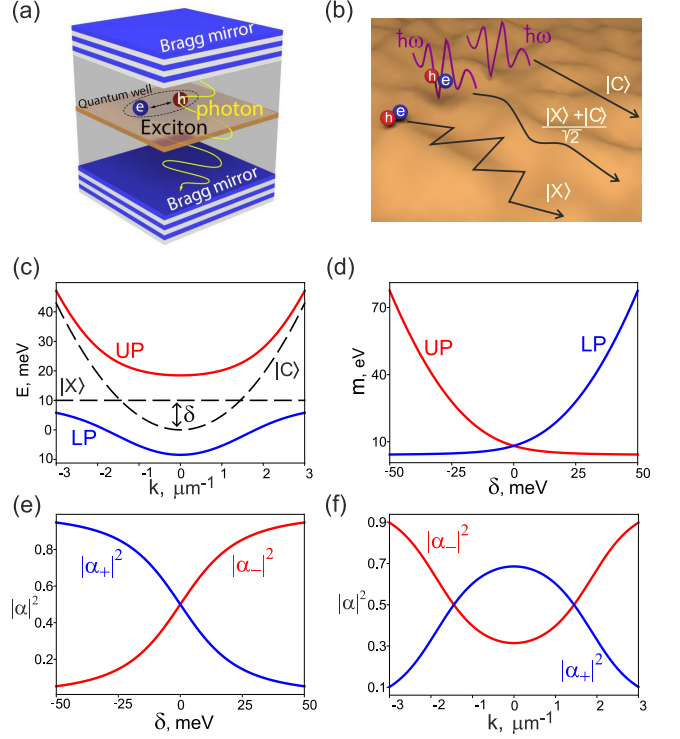 (a)
Bragg mirror
Quantum well
e
h
photon
Exciton
Bragg mirror
(b)
ħω
ħω
h
e
h
e
|C⟩
|X⟩+|C⟩
√2
|X⟩
(c)
E, meV
40
30
20
10
0
10
UP
|X⟩
|C⟩
δ
LP
-3
-2
-1
0
1
2
3
k, μm⁻¹
(d)
m, eV
70
40
10
UP
LP
-50
-25
0
25
50
δ, meV
(e)
|α|²
0.8
0.6
0.4
0.2
|α₊|²
|α₋|²
-50
-25
0
25
50
δ, meV
(f)
|α|²
0.9
0.7
0.5
0.3
0.1
|α₋|²
|α₊|²
-3
-2
-1
0
1
2
3
k, μm⁻¹